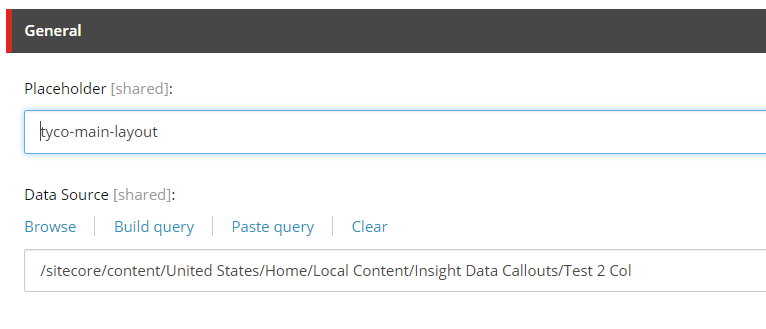 General
Placeholder [shared]:
tyco-main-layout
Data Source [shared]:
Browse Build query Paste query Clear
/sitecore/content/United States/Home/Local Content/Insight Data Callouts/Test 2 Col